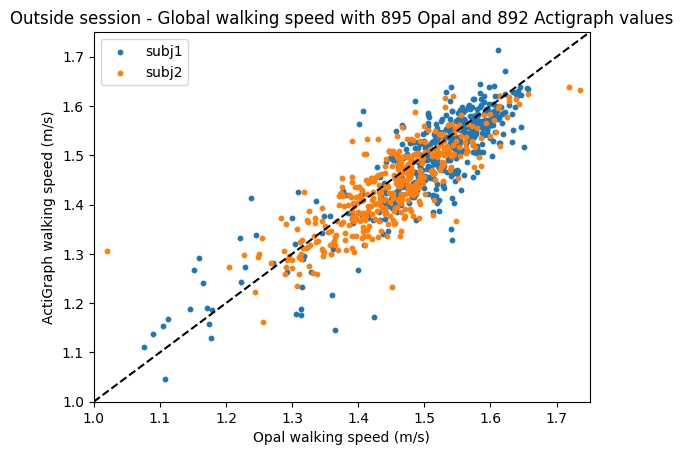 Outside session - Global walking speed with 895 Opal and 892 Actigraph values
subj1
subj2
ActiGraph walking speed (m/s)
1.7
1.6
1.5
1.4
1.3
1.2
1.1
1.0
1.0 1.1 1.2 1.3 1.4 1.5 1.6 1.7
Opal walking speed (m/s)